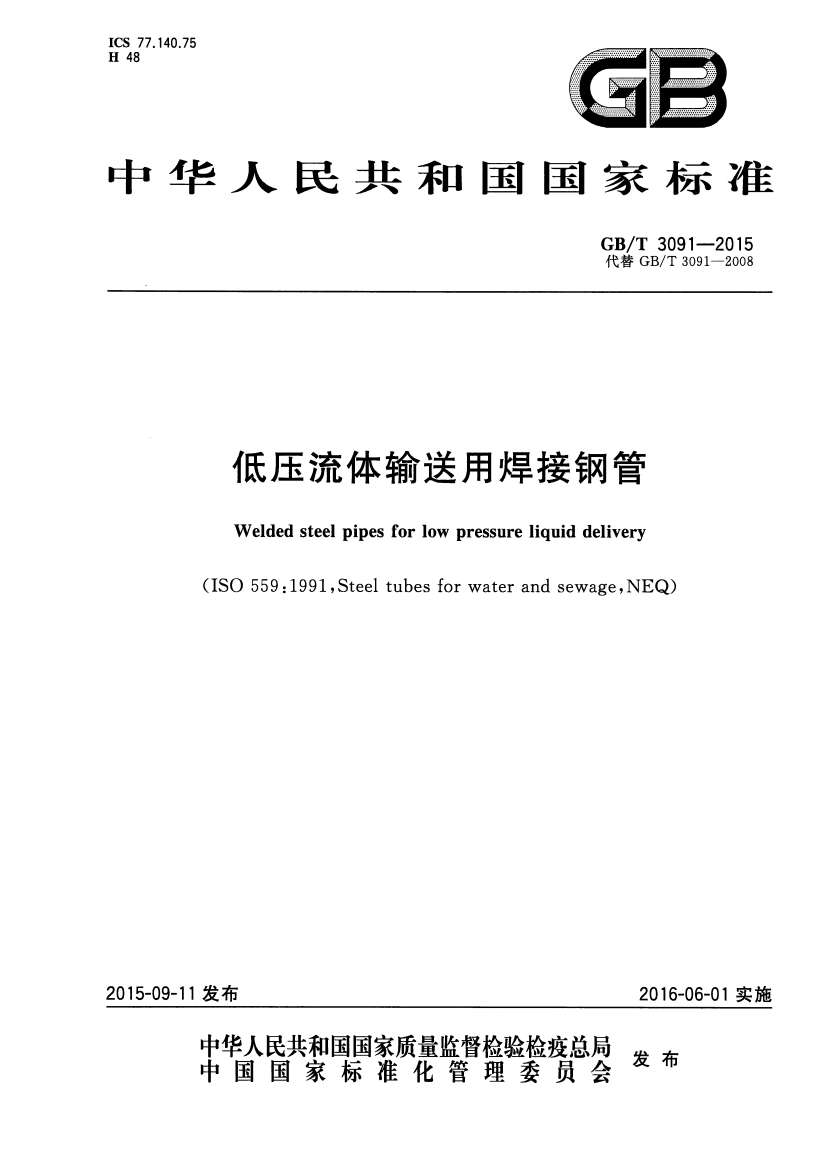 ICS 77.140.75
H 48
GB
中华人民共和国国家标准
GB/T 3091—2015
代替 GB/T 3091—2008
低压流体输送用焊接钢管
Welded steel pipes for low pressure liquid delivery
(ISO 559:1991,Steel tubes for water and sewage,NEQ)
2015-09-11 发布
2016-06-01 实施
中华人民共和国国家质量监督检验检疫总局
中国国家标准化管理委员会
发布